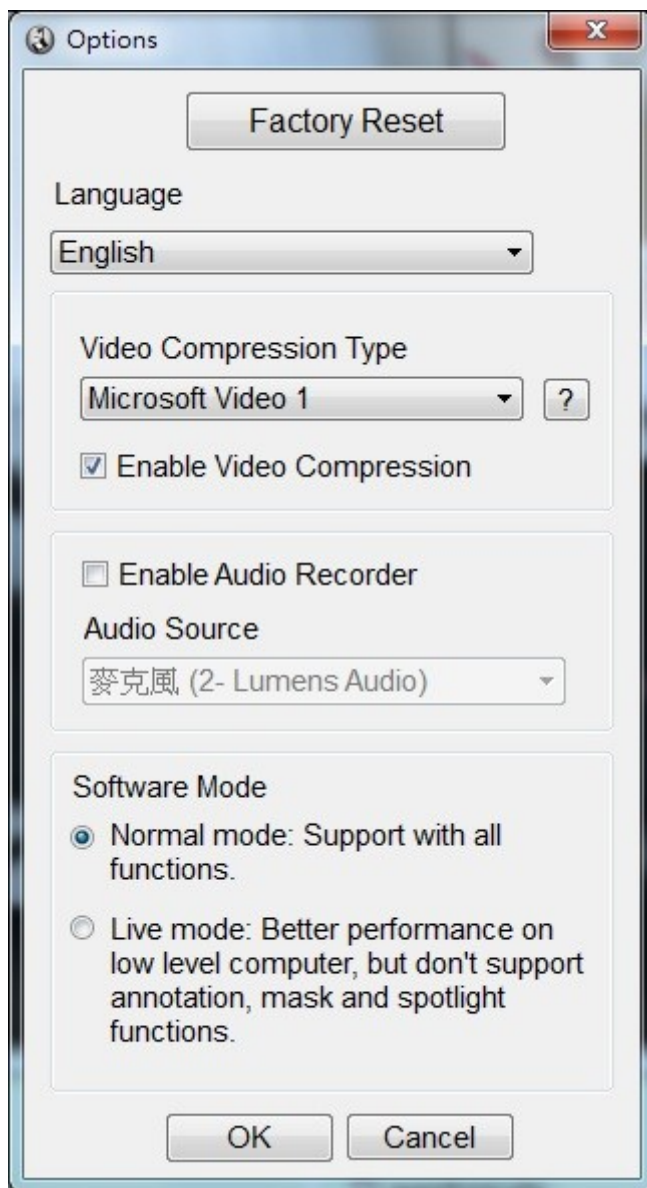 Options
Factory Reset
Language
English
Video Compression Type
Microsoft Video 1
?
Enable Video Compression
Enable Audio Recorder
Audio Source
麥克風 (2- Lumens Audio)
Software Mode
Normal mode: Support with all
functions.
Live mode: Better performance on
low level computer, but don't support
annotation, mask and spotlight
functions.
OK
Cancel